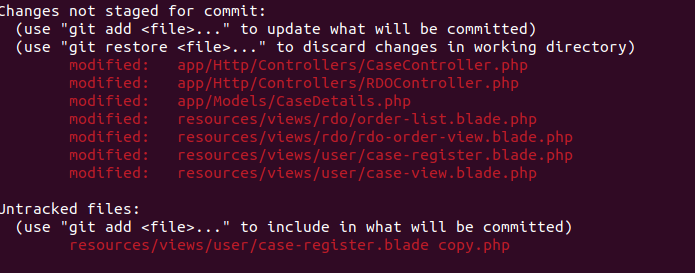 Changes not staged for commit:
(use "git add <file>..." to update what will be committed)
(use "git restore <file>..." to discard changes in working directory)
modified: app/Http/Controllers/CaseController.php
modified: app/Http/Controllers/RDOController.php
modified: app/Models/CaseDetails.php
modified: resources/views/rdo/order-list.blade.php
modified: resources/views/rdo/rdo-order-view.blade.php
modified: resources/views/user/case-register.blade.php
modified: resources/views/user/case-view.blade.php
Untracked files:
(use "git add <file>..." to include in what will be committed)
resources/views/user/case-register.blade copy.php